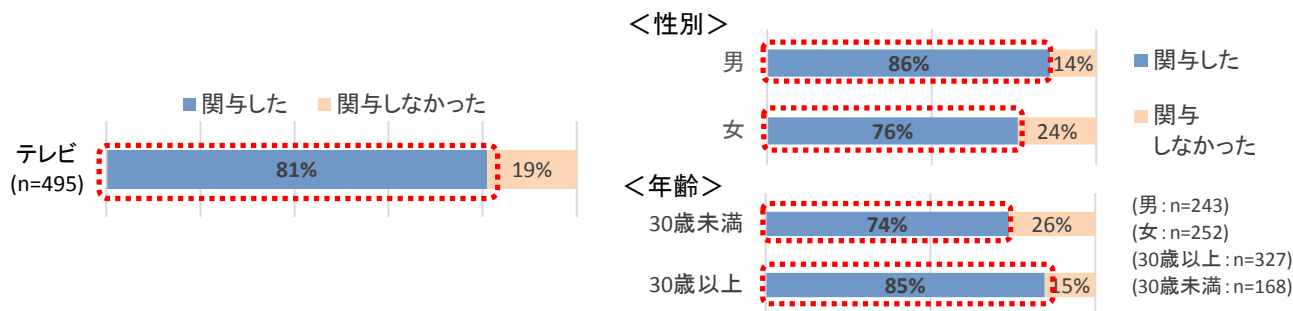 ■関与した ■関与しなかった
テレビ
(n=495)
81% 19%
＜性別＞
男 86% 14%
女 76% 24%
■関与した
■関与
しなかった
＜年齢＞
30歳未満 74% 26%
30歳以上 85% 15%
(男：n=243)
(女：n=252)
(30歳以上：n=327)
(30歳未満：n=168)